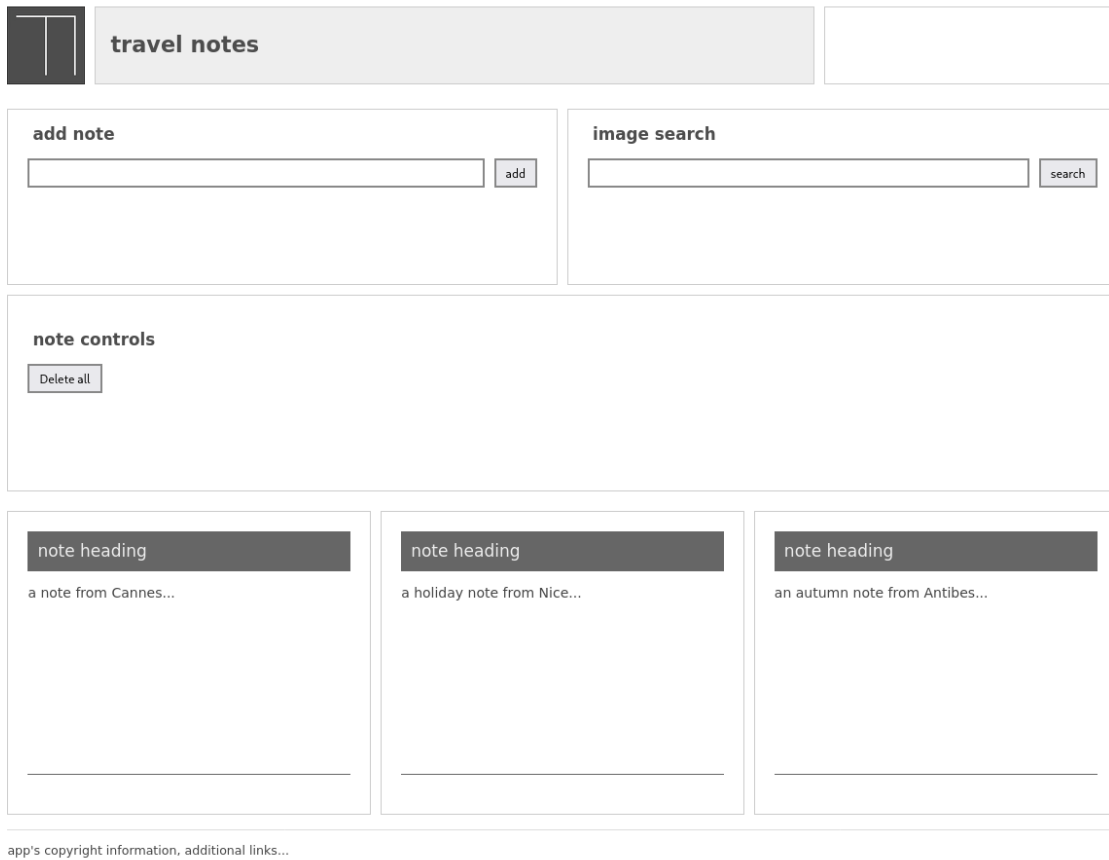 travel notes
add note
add
image search
search
note controls
Delete all
note heading
a note from Cannes...
note heading
a holiday note from Nice...
note heading
an autumn note from Antibes...
app's copyright information, additional links...